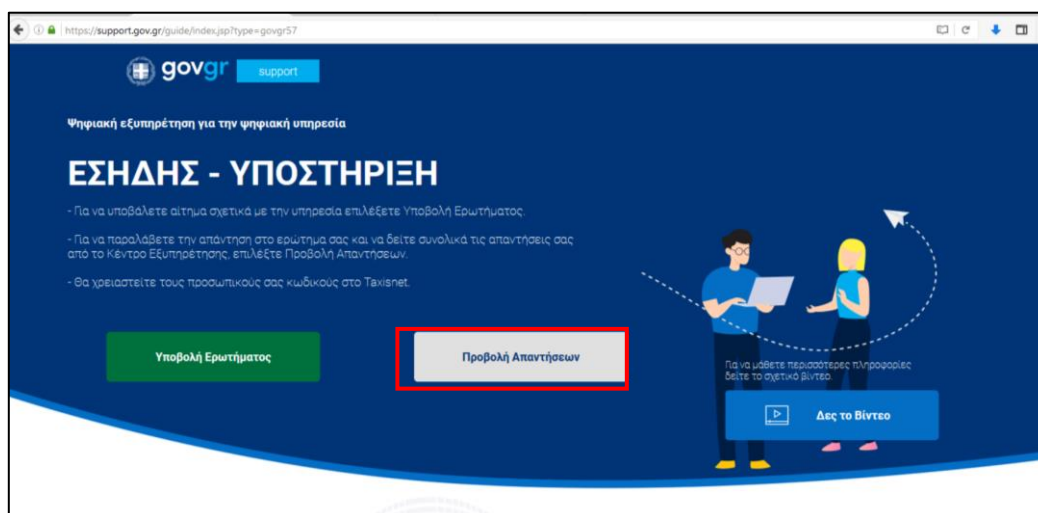 https://support.gov.gr/guide/index.jsp?type=govgr57
govgr support
Ψηφιακή εξυπηρέτηση για την ψηφιακή υπηρεσία
ΕΣΗΔΗΣ - ΥΠΟΣΤΗΡΙΞΗ
- Για να υποβάλετε αίτημα σχετικά με την υπηρεσία επιλέξετε Υποβολή Ερωτήματος.
- Για να παραλάβετε την απάντηση στο ερώτημα σας και να δείτε συνολικά τις απαντήσεις σας
από το Κέντρο Εξυπηρέτησης, επιλέξτε Προβολή Απαντήσεων.
- Θα χρειαστείτε τους προσωπικούς σας κωδικούς στο Taxisnet.
Υποβολή Ερωτήματος
Προβολή Απαντήσεων
Για να μάθετε περισσότερες πληροφορίες
δείτε το σχετικό βίντεο.
Δες το Βίντεο